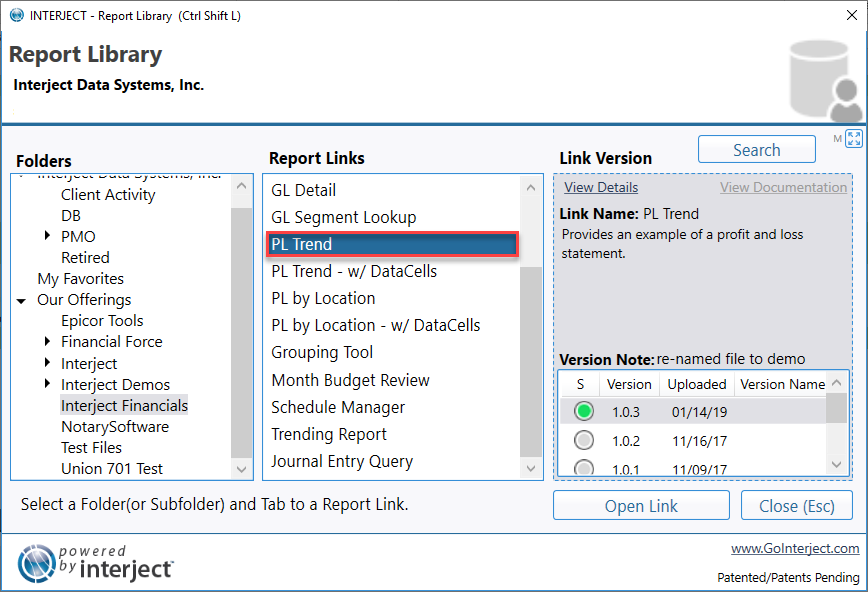 INTERJECT - Report Library (Ctrl Shift L)
Report Library
Interject Data Systems, Inc.
M
Search
Folders
Interject Data Systems, Inc.
Client Activity
DB
PMO
Retired
My Favorites
Our Offerings
Epicor Tools
Financial Force
Interject
Interject Demos
Interject Financials
NotarySoftware
Test Files
Union 701 Test
Report Links
GL Detail
GL Segment Lookup
PL Trend
PL Trend - w/ DataCells
PL by Location
PL by Location - w/ DataCells
Grouping Tool
Month Budget Review
Schedule Manager
Trending Report
Journal Entry Query
Link Version
View Details View Documentation
Link Name: PL Trend
Provides an example of a profit and loss
statement.
Version Note: re-named file to demo
S Version Uploaded Version Name
1.0.3 01/14/19
1.0.2 11/16/17
1.0.1 11/09/17
Select a Folder(or Subfolder) and Tab to a Report Link.
Open Link Close (Esc)
powered
by interject
www.GoInterject.com
Patented/Patents Pending